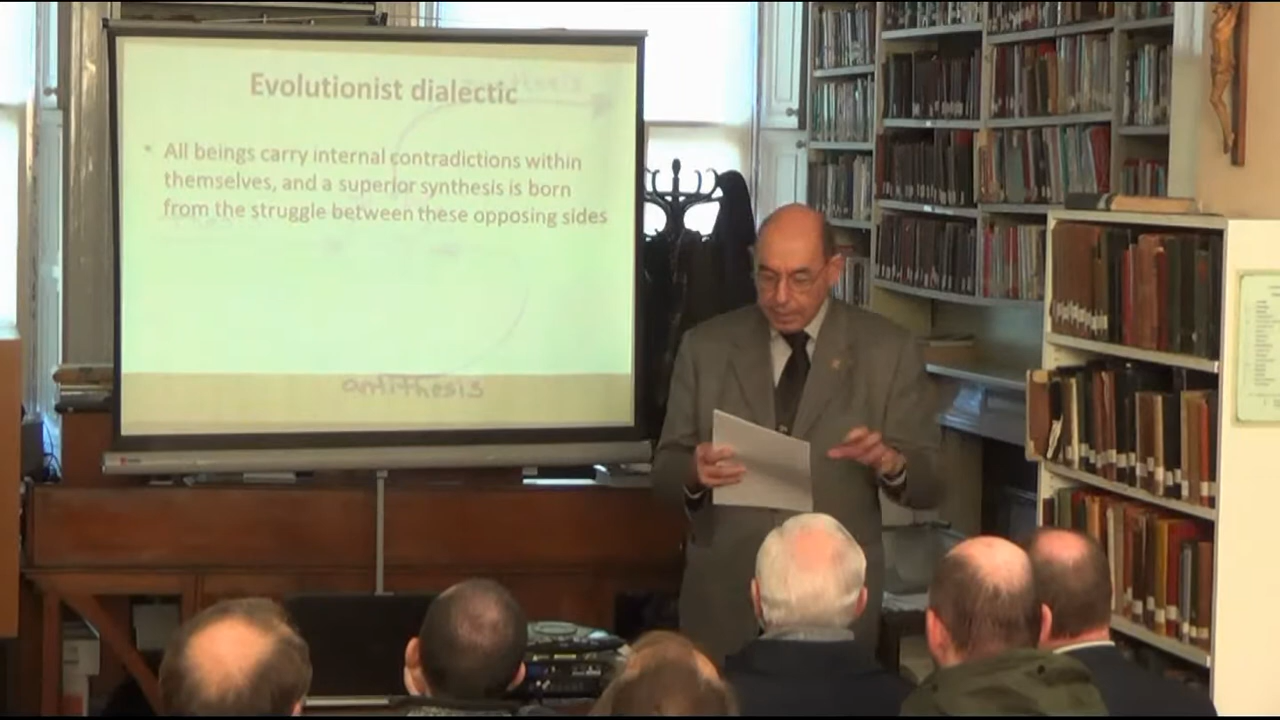 Evolutionist dialectic
• All beings carry internal contradictions within
themselves, and a superior synthesis is born
from the struggle between these opposing sides
antithesis